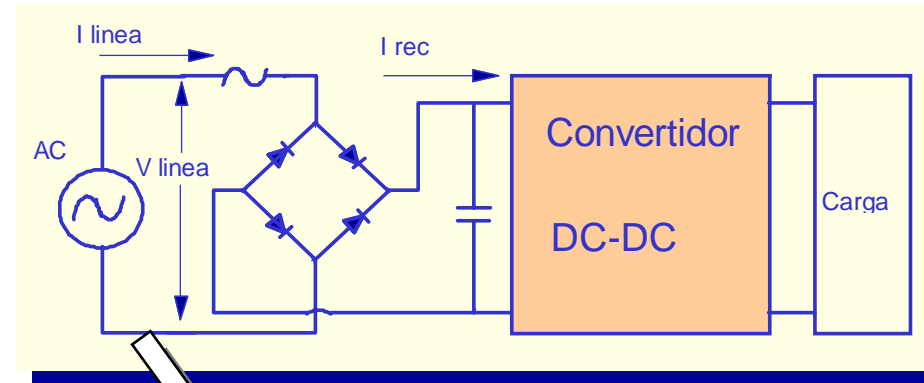 I linea
I rec
AC
V linea
Convertidor
DC-DC
Carga